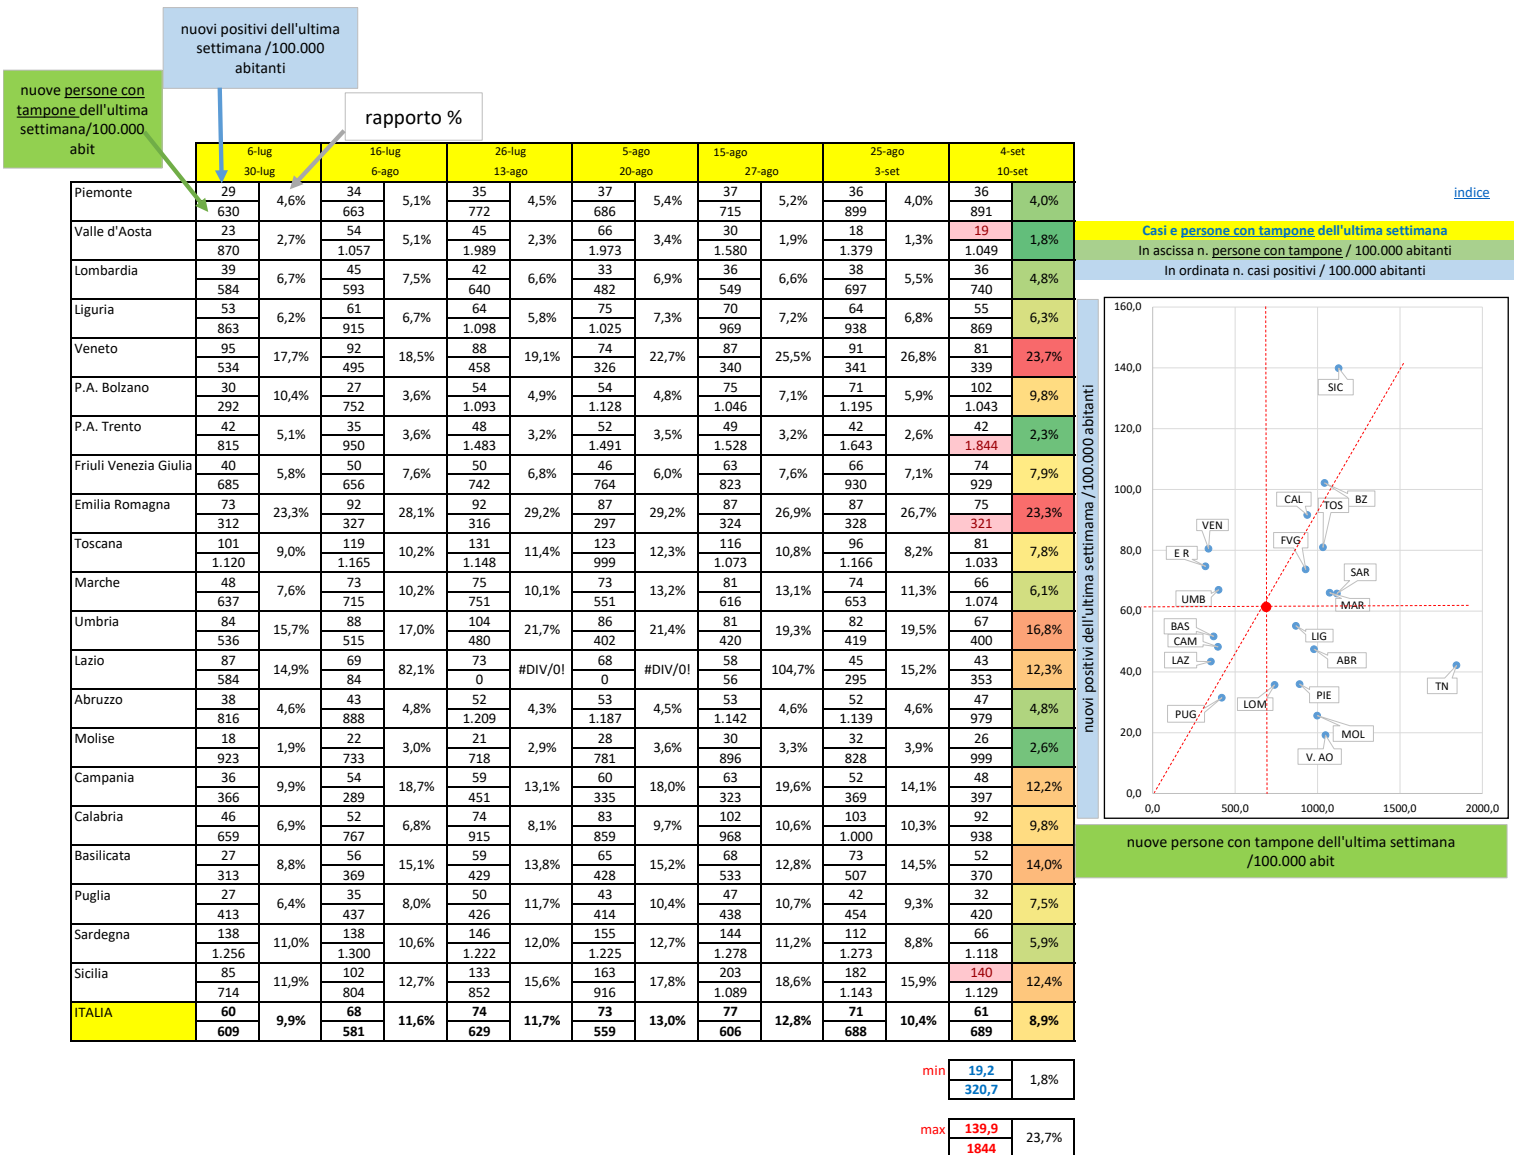 nuovi positivi dell'ultima
settimana /100.000
abitanti
nuove persone con
tampone dell'ultima
settimana/100.000
abit
rapporto %
6-lug 16-lug 26-lug 5-ago 15-ago 25-ago 4-set
30-lug 6-ago 13-ago 20-ago 27-ago 3-set 10-set
Piemonte 29 4,6% 34 5,1% 35 4,5% 37 5,4% 37 5,2% 36 4,0% 36 4,0%
630 663 772 686 715 899 891
Valle d'Aosta 23 2,7% 54 5,1% 45 2,3% 66 3,4% 30 1,9% 18 1,3% 19 1,8%
870 1.057 1.989 1.973 1.580 1.379 1.049
Lombardia 39 6,7% 45 7,5% 42 6,6% 33 6,9% 36 6,6% 38 5,5% 36 4,8%
584 593 640 482 549 697 740
Liguria 53 6,2% 61 6,7% 64 5,8% 75 7,3% 70 7,2% 64 6,8% 55 6,3%
863 915 1.098 1.025 969 938 869
Veneto 95 17,7% 92 18,5% 88 19,1% 74 22,7% 87 25,5% 91 26,8% 81 23,7%
534 495 458 326 340 341 339
P.A. Bolzano 30 10,4% 27 3,6% 54 4,9% 54 4,8% 75 7,1% 71 5,9% 102 9,8%
292 752 1.093 1.128 1.046 1.195 1.043
P.A. Trento 42 5,1% 35 3,6% 48 3,2% 52 3,5% 49 3,2% 42 2,6% 42 2,3%
815 950 1.483 1.491 1.528 1.643 1.844
Friuli Venezia Giulia 40 5,8% 50 7,6% 50 6,8% 46 6,0% 63 7,6% 66 7,1% 74 7,9%
685 656 742 764 823 930 929
Emilia Romagna 73 23,3% 92 28,1% 92 29,2% 87 29,2% 87 26,9% 87 26,7% 75 23,3%
312 327 316 297 324 328 321
Toscana 101 9,0% 119 10,2% 131 11,4% 123 12,3% 116 10,8% 96 8,2% 81 7,8%
1.120 1.165 1.148 999 1.073 1.166 1.033
Marche 48 7,6% 73 10,2% 75 10,1% 73 13,2% 81 13,1% 74 11,3% 66 6,1%
637 715 751 551 616 653 1.074
Umbria 84 15,7% 88 17,0% 104 21,7% 86 21,4% 81 19,3% 82 19,5% 67 16,8%
536 515 480 402 420 419 400
Lazio 87 14,9% 69 82,1% 73 #DIV/0! 68 #DIV/0! 58 104,7% 45 15,2% 43 12,3%
584 84 0 0 56 295 353
Abruzzo 38 4,6% 43 4,8% 52 4,3% 53 4,5% 53 4,6% 52 4,6% 47 4,8%
816 888 1.209 1.187 1.142 1.139 979
Molise 18 1,9% 22 3,0% 21 2,9% 28 3,6% 30 3,3% 32 3,9% 26 2,6%
923 733 718 781 896 828 999
Campania 36 9,9% 54 18,7% 59 13,1% 60 18,0% 63 19,6% 52 14,1% 48 12,2%
366 289 451 335 323 369 397
Calabria 46 6,9% 52 6,8% 74 8,1% 83 9,7% 102 10,6% 103 10,3% 92 9,8%
659 767 915 859 968 1.000 938
Basilicata 27 8,8% 56 15,1% 59 13,8% 65 15,2% 68 12,8% 73 14,5% 52 14,0%
313 369 429 428 533 507 370
Puglia 27 6,4% 35 8,0% 50 11,7% 43 10,4% 47 10,7% 42 9,3% 32 7,5%
413 437 426 414 438 454 420
Sardegna 138 11,0% 138 10,6% 146 12,0% 155 12,7% 144 11,2% 112 8,8% 66 5,9%
1.256 1.300 1.222 1.225 1.278 1.273 1.118
Sicilia 85 11,9% 102 12,7% 133 15,6% 163 17,8% 203 18,6% 182 15,9% 140 12,4%
714 804 852 916 1.089 1.143 1.129
ITALIA 60 9,9% 68 11,6% 74 11,7% 73 13,0% 77 12,8% 71 10,4% 61 8,9%
609 581 629 559 606 688 689
min 19,2 1,8%
320,7
max 139,9 23,7%
1844
indice
Casi e persone con tampone dell'ultima settimana
In ascissa n. persone con tampone / 100.000 abitanti
In ordinata n. casi positivi / 100.000 abitanti
nuovi positivi dell'ultima settimama /100.000 abitanti
160,0
140,0
SIC
120,0
100,0
CAL BZ
TOS
VEN
FVG
80,0
E R
SAR
UMB MAR
60,0
BAS
LIG
CAM
LAZ ABR
40,0
TN
LOM PIE
PUG
MOL
20,0
V. AO
0,0
0,0 500,0 1000,0 1500,0 2000,0
nuove persone con tampone dell'ultima settimana
/100.000 abit